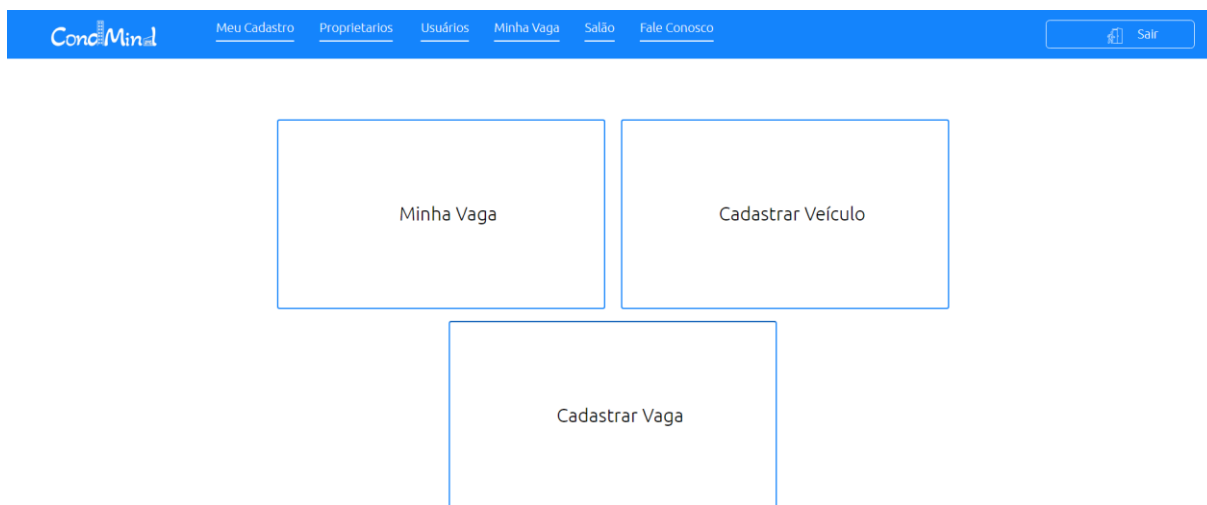 CondMind Meu Cadastro Proprietarios Usuários Minha Vaga Salão Fale Conosco Sair
Minha Vaga Cadastrar Veículo
Cadastrar Vaga